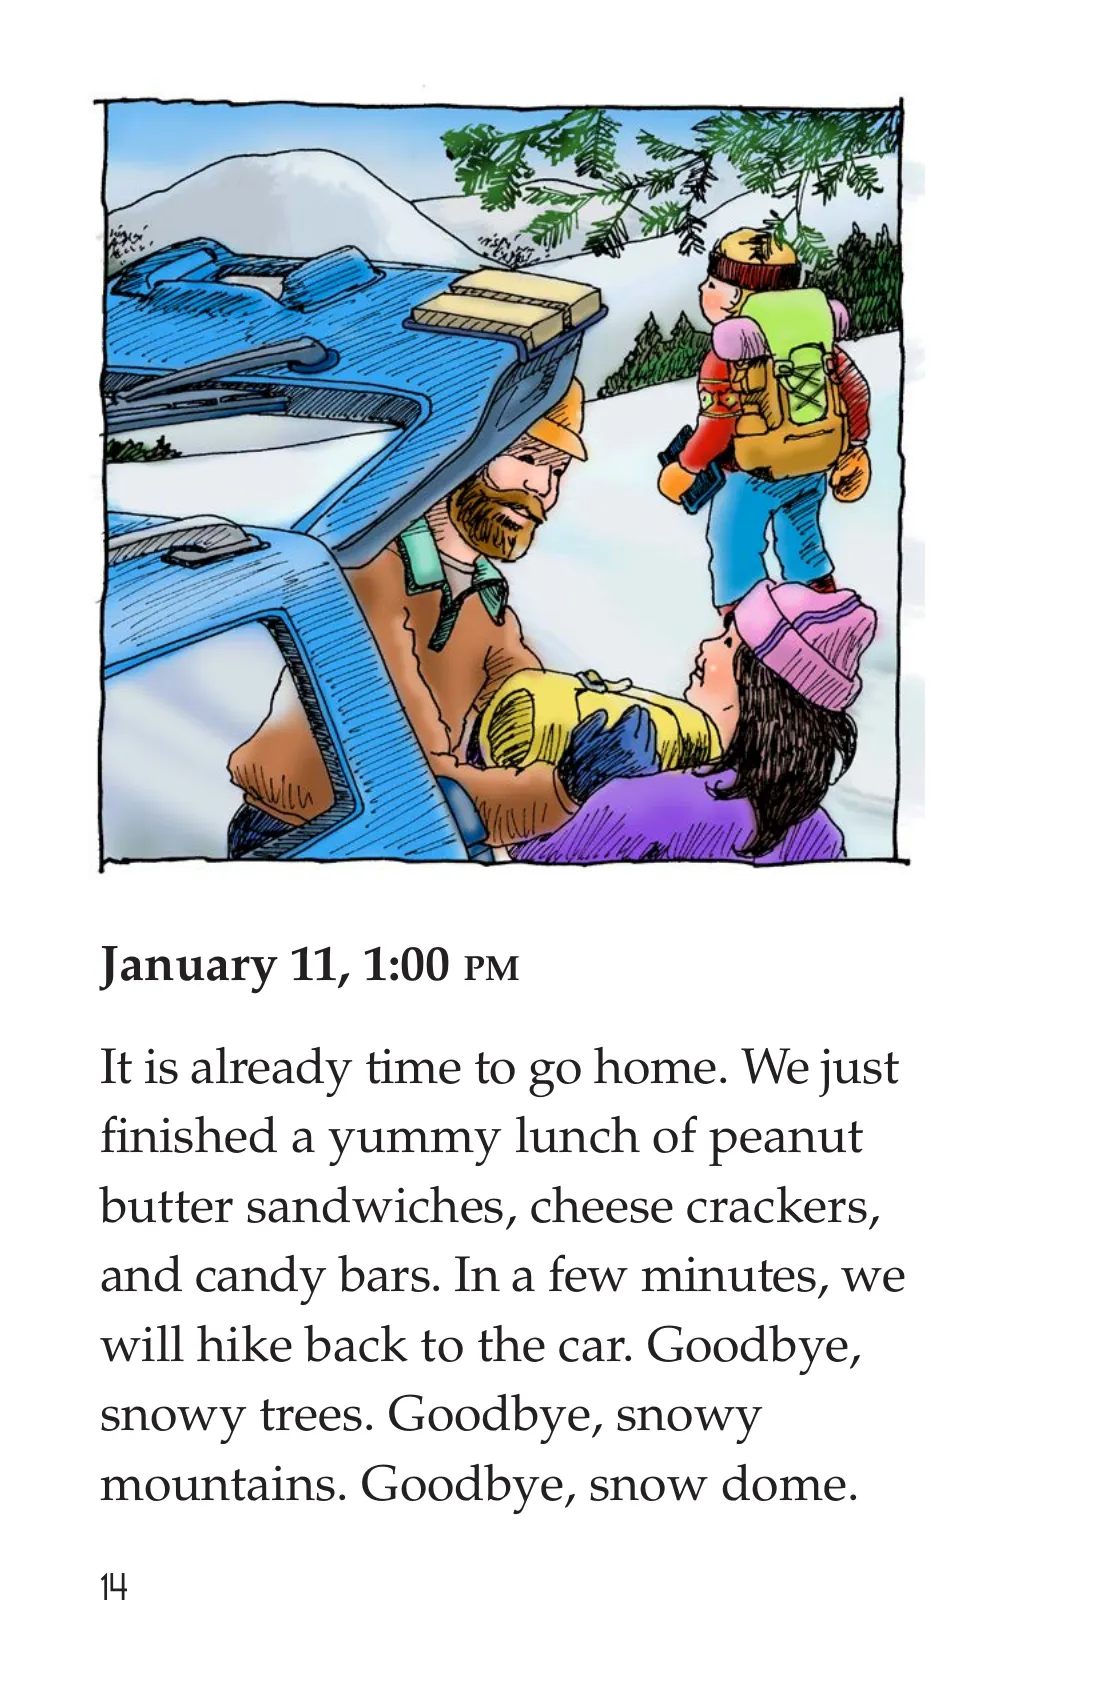 January 11, 1:00 PM
It is already time to go home. We just
finished a yummy lunch of peanut
butter sandwiches, cheese crackers,
and candy bars. In a few minutes, we
will hike back to the car. Goodbye,
snowy trees. Goodbye, snowy
mountains. Goodbye, snow dome.
14